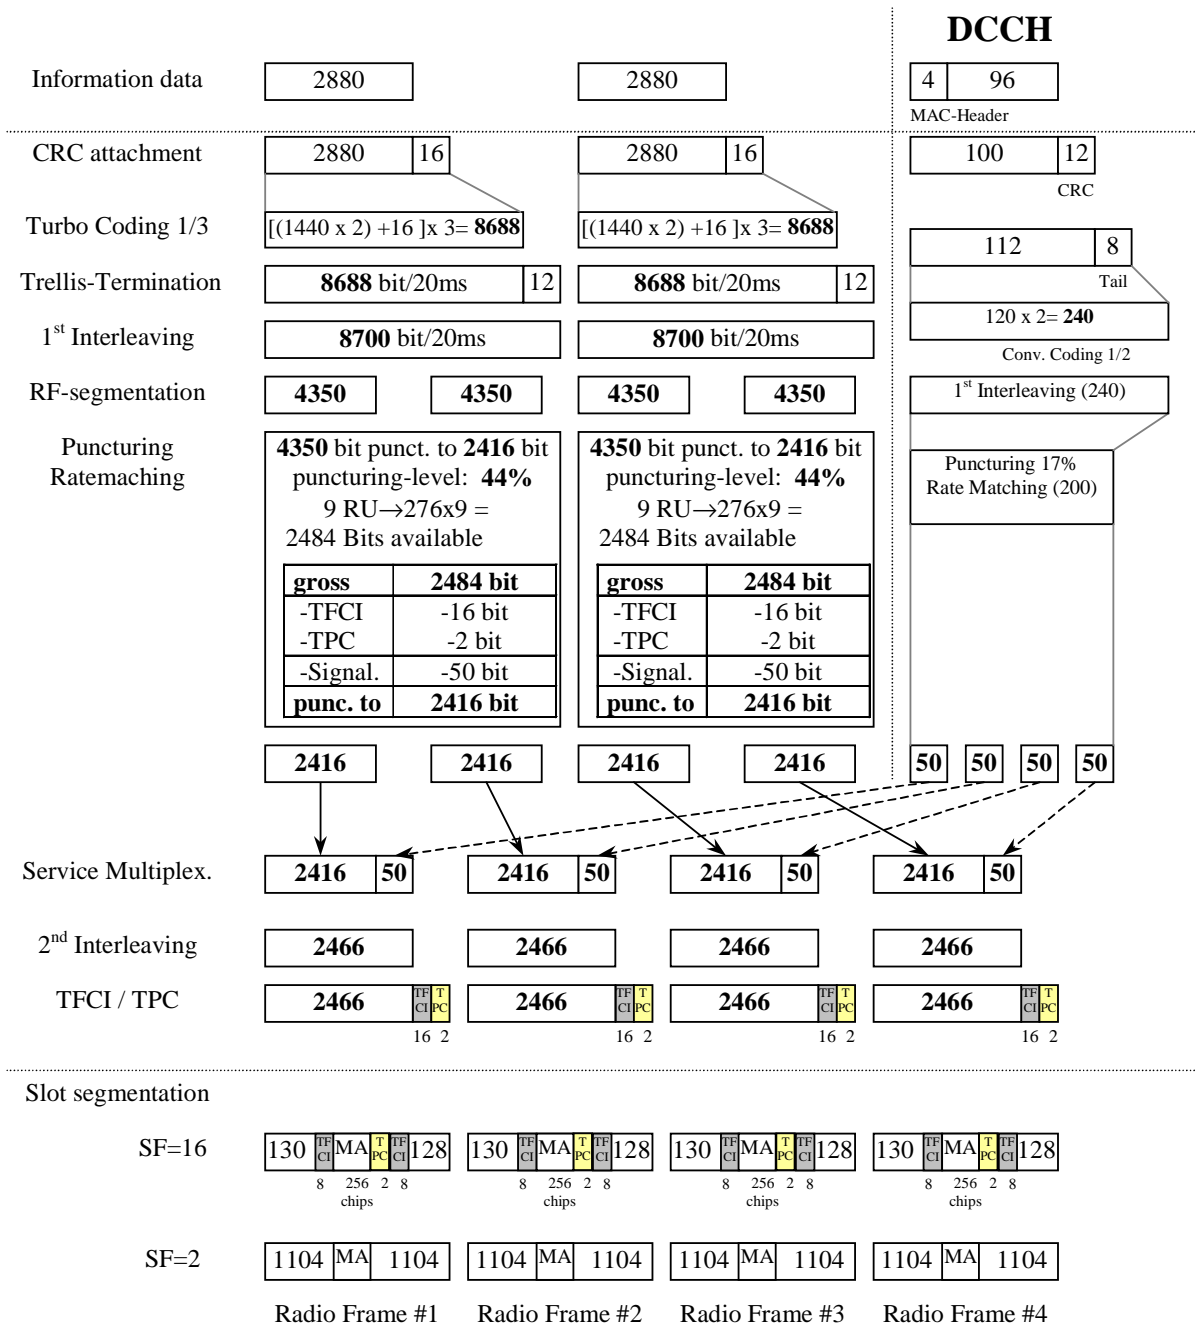 DCCH
Information data 2880 2880 4 96
MAC-Header
CRC attachment 2880 16 2880 16 100 12
CRC
Turbo Coding 1/3 [(1440 x 2) +16 ]x 3= 8688 [(1440 x 2) +16 ]x 3= 8688
112 8
Tail
Trellis-Termination 8688 bit/20ms 12 8688 bit/20ms 12
120 x 2= 240
Conv. Coding 1/2
1st Interleaving 8700 bit/20ms 8700 bit/20ms
RF-segmentation 4350 4350 4350 4350 1st Interleaving (240)
Puncturing
Ratemaching
4350 bit punct. to 2416 bit
puncturing-level: 44%
9 RU→276x9 =
2484 Bits available
gross 2484 bit
-TFCI -16 bit
-TPC -2 bit
-Signal. -50 bit
punc. to 2416 bit
4350 bit punct. to 2416 bit
puncturing-level: 44%
9 RU→276x9 =
2484 Bits available
gross 2484 bit
-TFCI -16 bit
-TPC -2 bit
-Signal. -50 bit
punc. to 2416 bit
Puncturing 17%
Rate Matching (200)
2416 2416 2416 2416 50 50 50 50
Service Multiplex. 2416 50 2416 50 2416 50 2416 50
2nd Interleaving 2466 2466 2466 2466
TFCI / TPC 2466 TFCI TPC 2466 TFCI TPC 2466 TFCI TPC 2466 TFCI TPC
16 2 16 2 16 2 16 2
Slot segmentation
SF=16 130 TFCI MA TPC TFCI 128 130 TFCI MA TPC TFCI 128 130 TFCI MA TPC TFCI 128 130 TFCI MA TPC TFCI 128
8 256 2 8 8 256 2 8 8 256 2 8 8 256 2 8
chips chips chips chips
SF=2 1104 MA 1104 1104 MA 1104 1104 MA 1104 1104 MA 1104
Radio Frame #1 Radio Frame #2 Radio Frame #3 Radio Frame #4